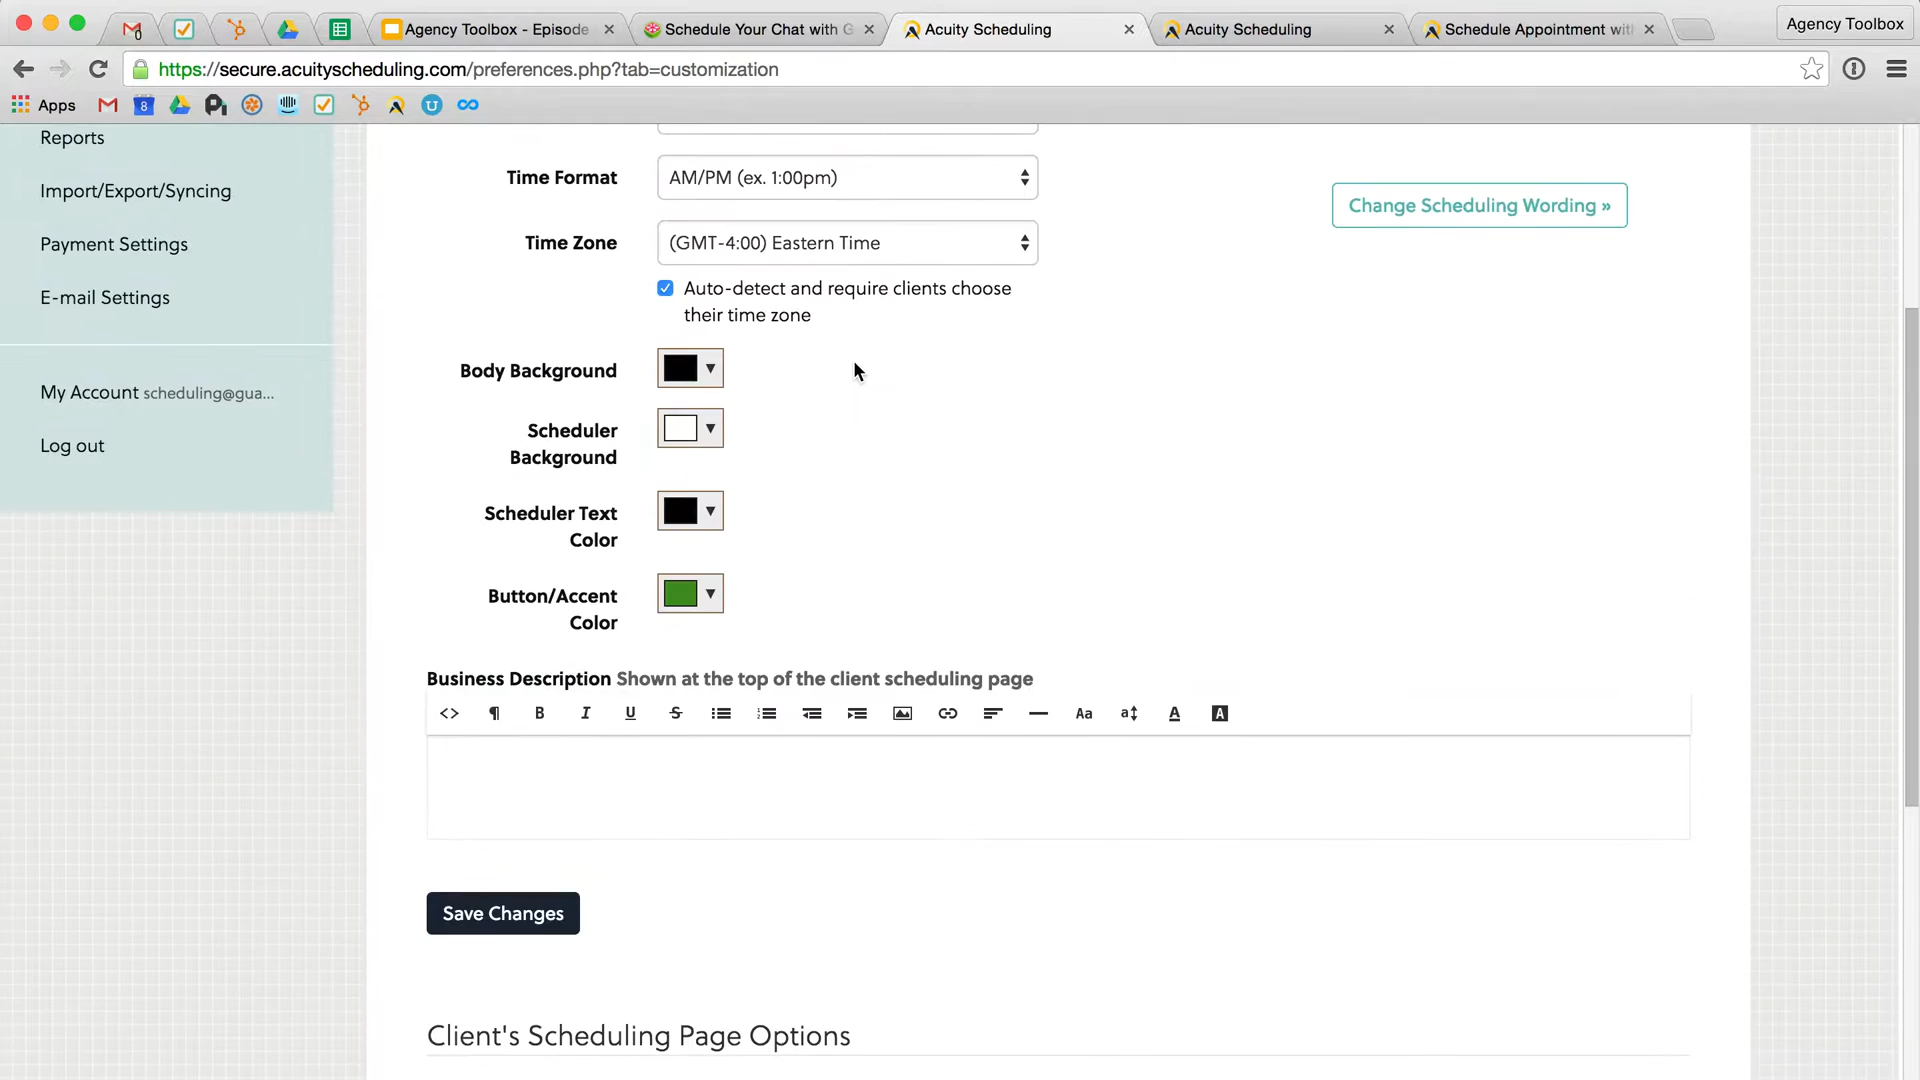 Agency Toolbox - Episode
Schedule Your Chat with G
Acuity Scheduling
Acuity Scheduling
Schedule Appointment with
Agency Toolbox
https://secure.acuityscheduling.com/preferences.php?tab=customization
Apps
8
Reports
Import/Export/Syncing
Payment Settings
E-mail Settings
My Account scheduling@gua...
Log out
Time Format
AM/PM (ex. 1:00pm)
Change Scheduling Wording »
Time Zone
(GMT-4:00) Eastern Time
Auto-detect and require clients choose
their time zone
Body Background
Scheduler
Background
Scheduler Text
Color
Button/Accent
Color
Business Description Shown at the top of the client scheduling page
<> ¶ B I U S Aa a A A
Save Changes
Client's Scheduling Page Options